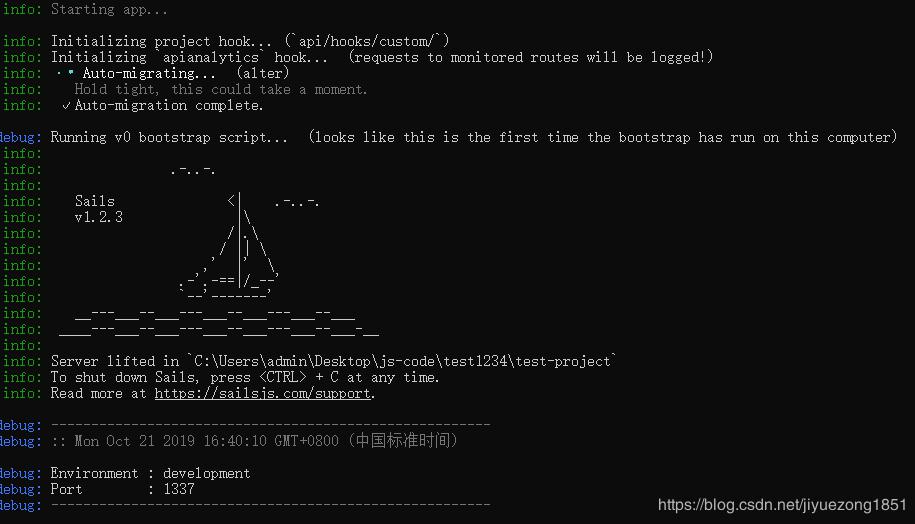 info: Starting app...
info: Initializing project hook... (`api/hooks/custom/`)
info: Initializing `apianalytics` hook...  (requests to monitored routes will be logged!)
info:  ·• Auto-migrating...  (alter)
info:    Hold tight, this could take a moment.
info:  ✓ Auto-migration complete.
debug: Running v0 bootstrap script...  (looks like this is the first time the bootstrap has run on this computer)
info:
info:                .-..-.
info:
info:    Sails              <|    .-..-.
info:    v1.2.3              |\
info:                       /|.\
info:                      / || \
info:                    ,'  |'  \
info:                 .-'.-==|/_--'
info:                 `--'-------'
info:    __---___--___---___--___---___--___
info:  ____---___--___---___--___---___--___-__
info:
info: Server lifted in `C:\Users\admin\Desktop\js-code\test1234\test-project`
info: To shut down Sails, press <CTRL> + C at any time.
info: Read more at https://sailsjs.com/support.
debug: -------------------------------------------------------
debug: :: Mon Oct 21 2019 16:40:10 GMT+0800 (中国标准时间)
debug: Environment : development
debug: Port        : 1337
debug: -------------------------------------------------------
https://blog.csdn.net/jiyuezong1851